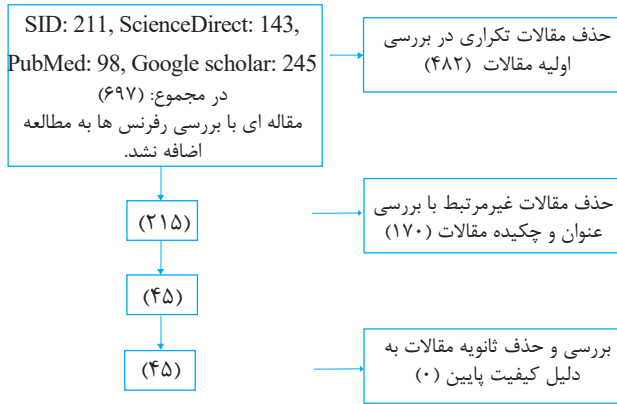 SID: 211, ScienceDirect: 143,
PubMed: 98, Google scholar: 245
در مجموع: (۶۹۷)
مقاله ای با بررسی رفرنس ها به مطالعه
اضافه نشد.
حذف مقالات تکراری در بررسی
اولیه مقالات (۴۸۲)
(۲۱۵)
حذف مقالات غیرمرتبط با بررسی
عنوان و چکیده مقالات (۱۷۰)
(۴۵)
(۴۵)
بررسی و حذف ثانویه مقالات به
دلیل کیفیت پایین (۰)